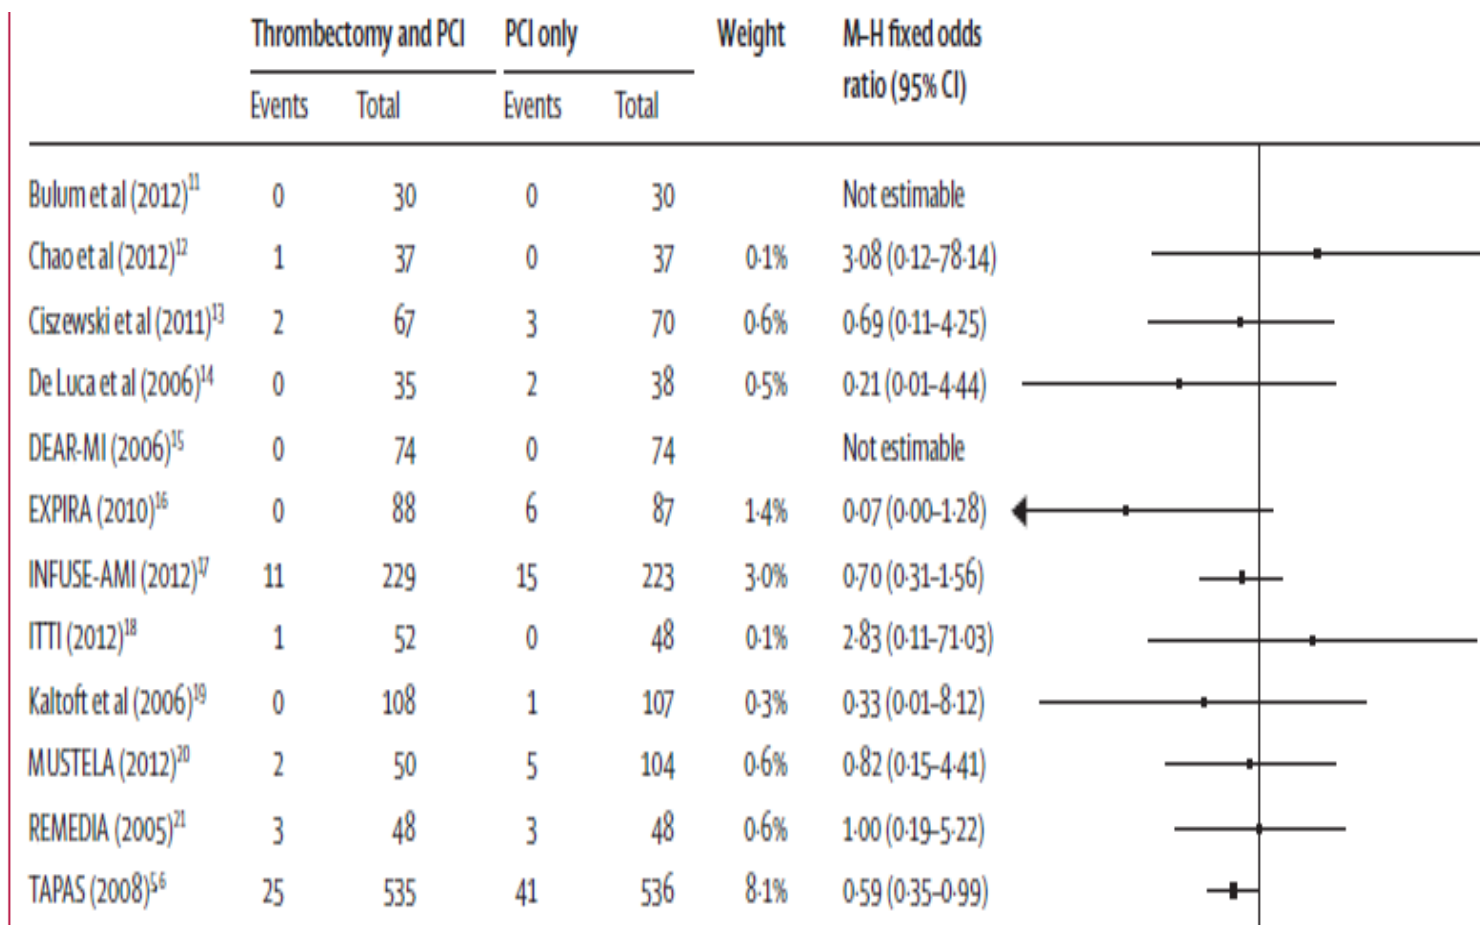 Thrombectomy and PCI PCI only Weight M–H fixed odds
ratio (95% CI)
Events Total Events Total
Bulum et al (2012)11 0 30 0 30 Not estimable
Chao et al (2012)12 1 37 0 37 0·1% 3·08 (0·12–78·14)
Ciszewski et al (2011)13 2 67 3 70 0·6% 0·69 (0·11–4·25)
De Luca et al (2006)14 0 35 2 38 0·5% 0·21 (0·01–4·44)
DEAR-MI (2006)15 0 74 0 74 Not estimable
EXPIRA (2010)16 0 88 6 87 1·4% 0·07 (0·00–1·28)
INFUSE-AMI (2012)17 11 229 15 223 3·0% 0·70 (0·31–1·56)
ITTI (2012)18 1 52 0 48 0·1% 2·83 (0·11–71·03)
Kaltoft et al (2006)19 0 108 1 107 0·3% 0·33 (0·01–8·12)
MUSTELA (2012)20 2 50 5 104 0·6% 0·82 (0·15–4·41)
REMEDIA (2005)21 3 48 3 48 0·6% 1·00 (0·19–5·22)
TAPAS (2008)5,6 25 535 41 536 8·1% 0·59 (0·35–0·99)